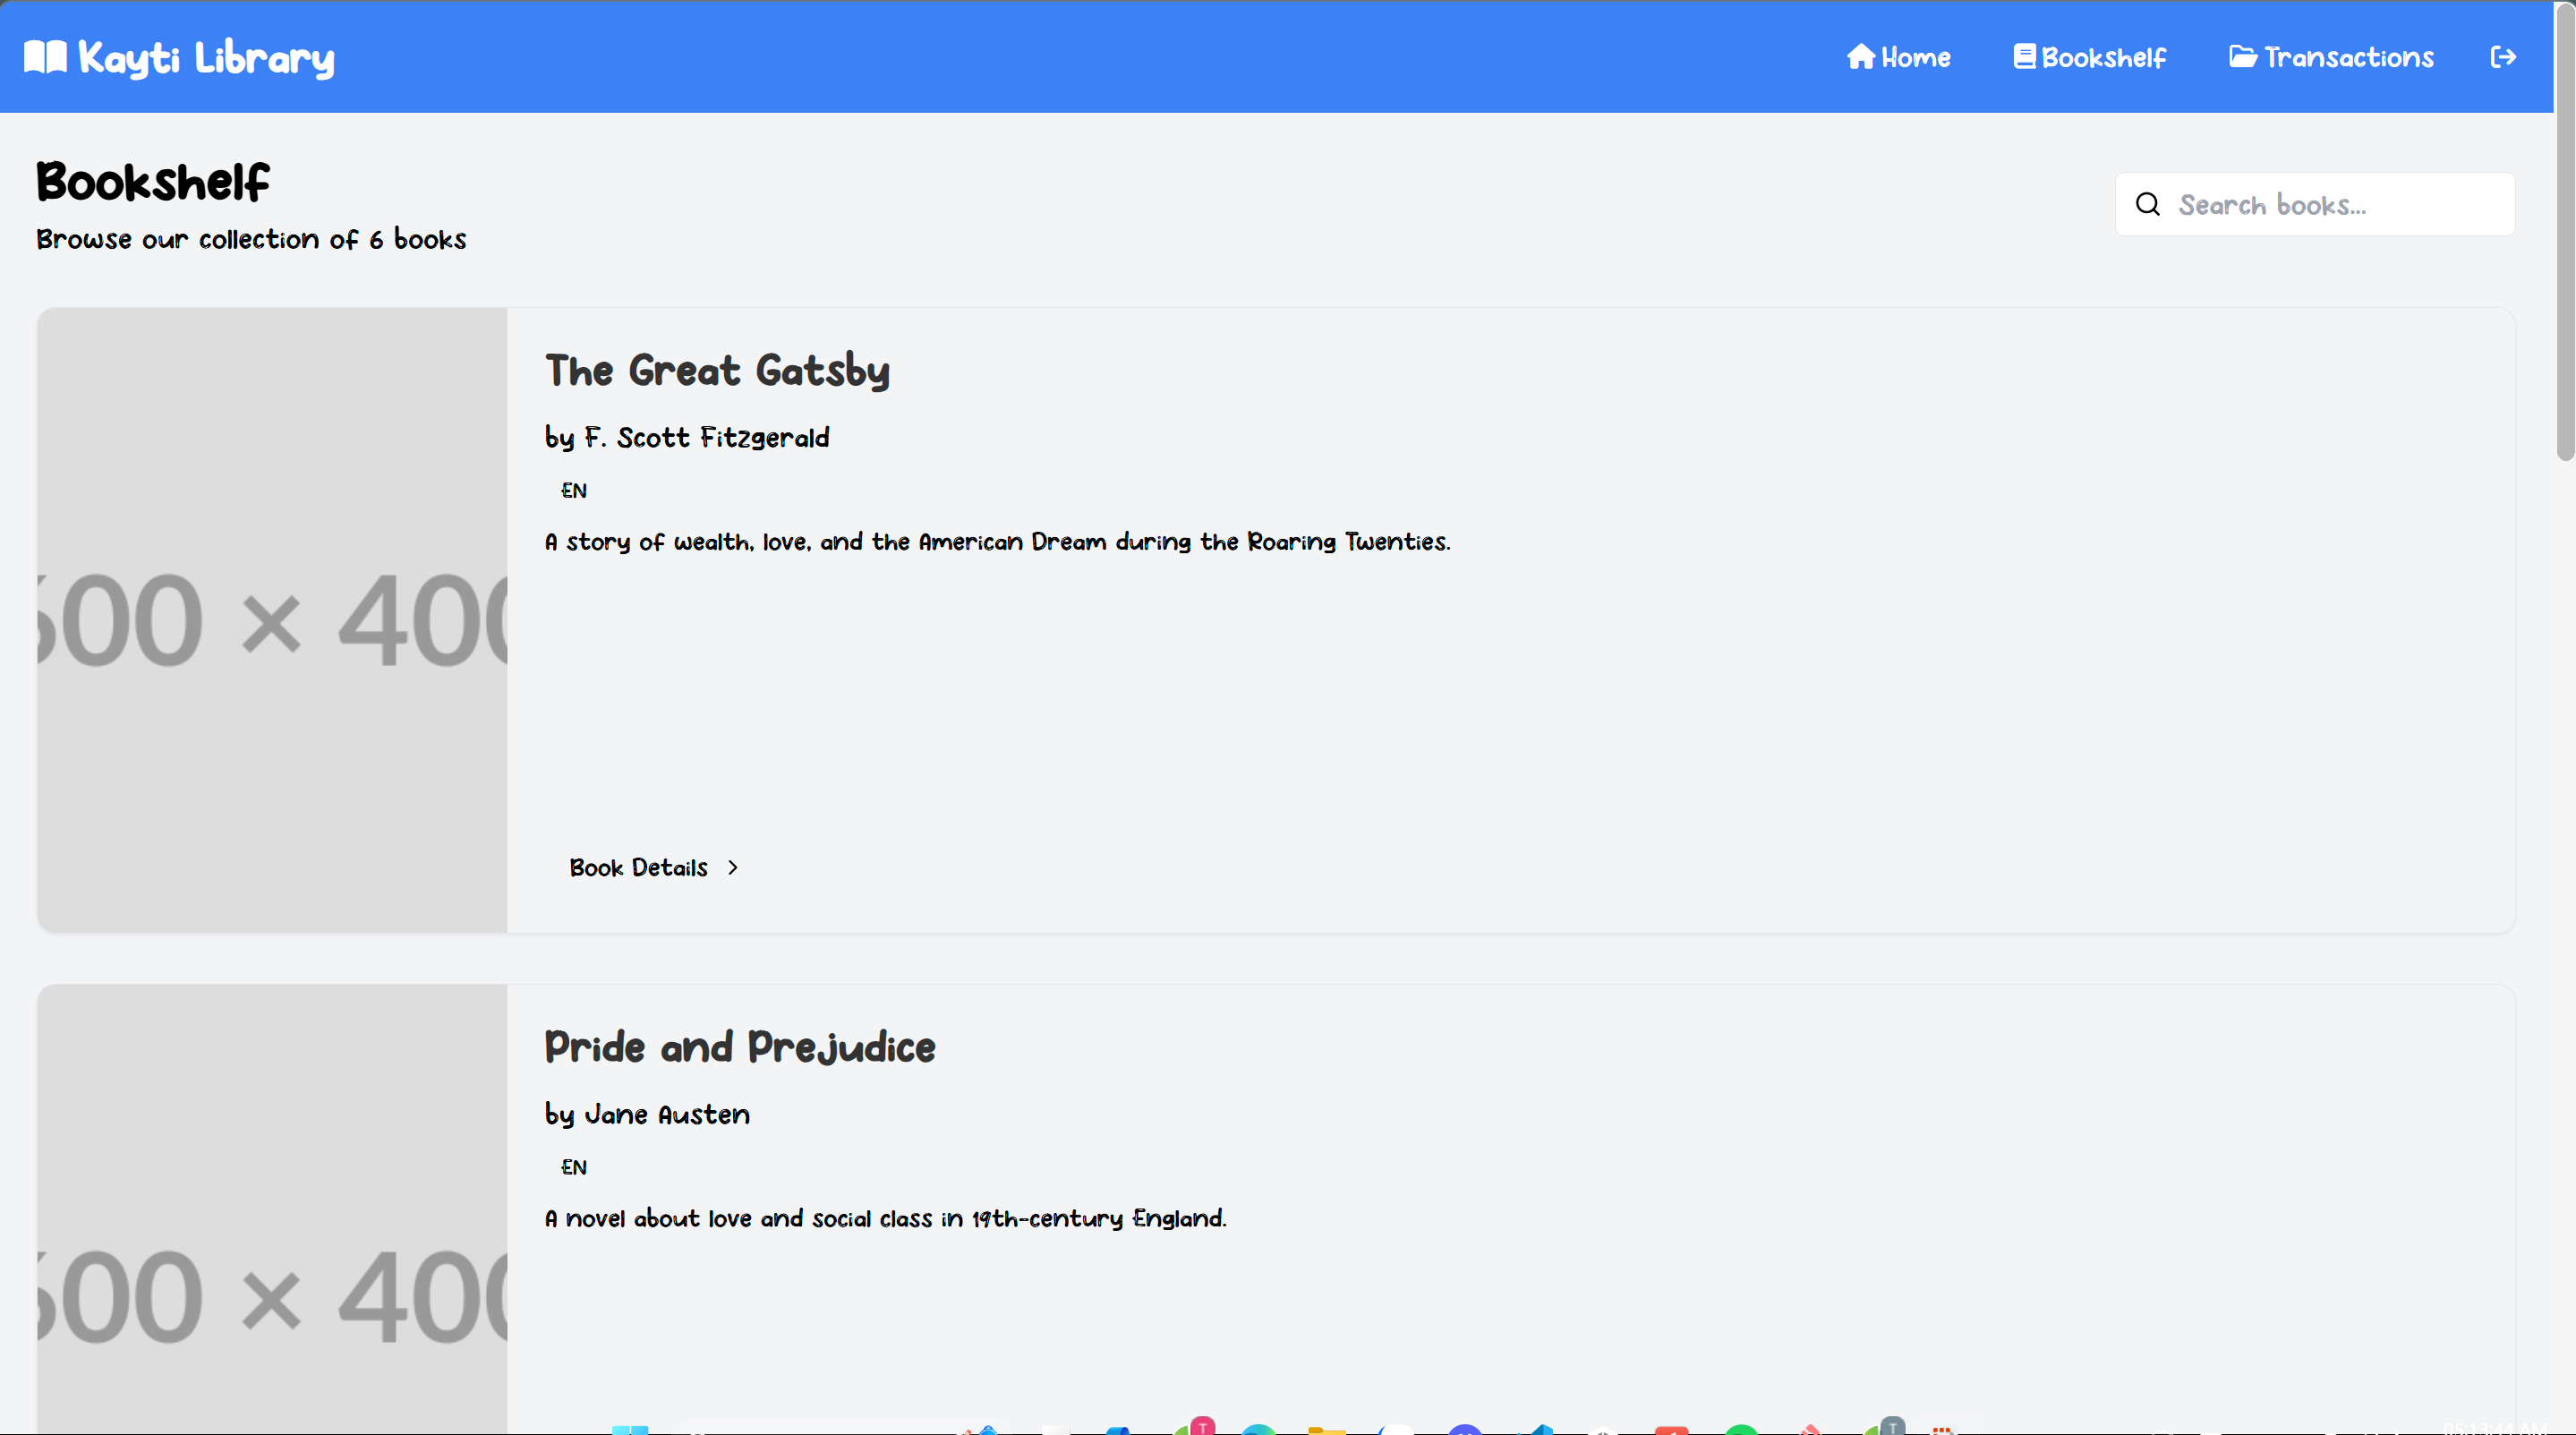 Kayti Library
Home
Bookshelf
Transactions
Bookshelf
Browse our collection of 6 books
Search books...
The Great Gatsby
by F. Scott Fitzgerald
EN
A story of wealth, love, and the American Dream during the Roaring Twenties.
600 × 400
Book Details
Pride and Prejudice
by Jane Austen
EN
A novel about love and social class in 19th-century England.
600 × 400
T
T